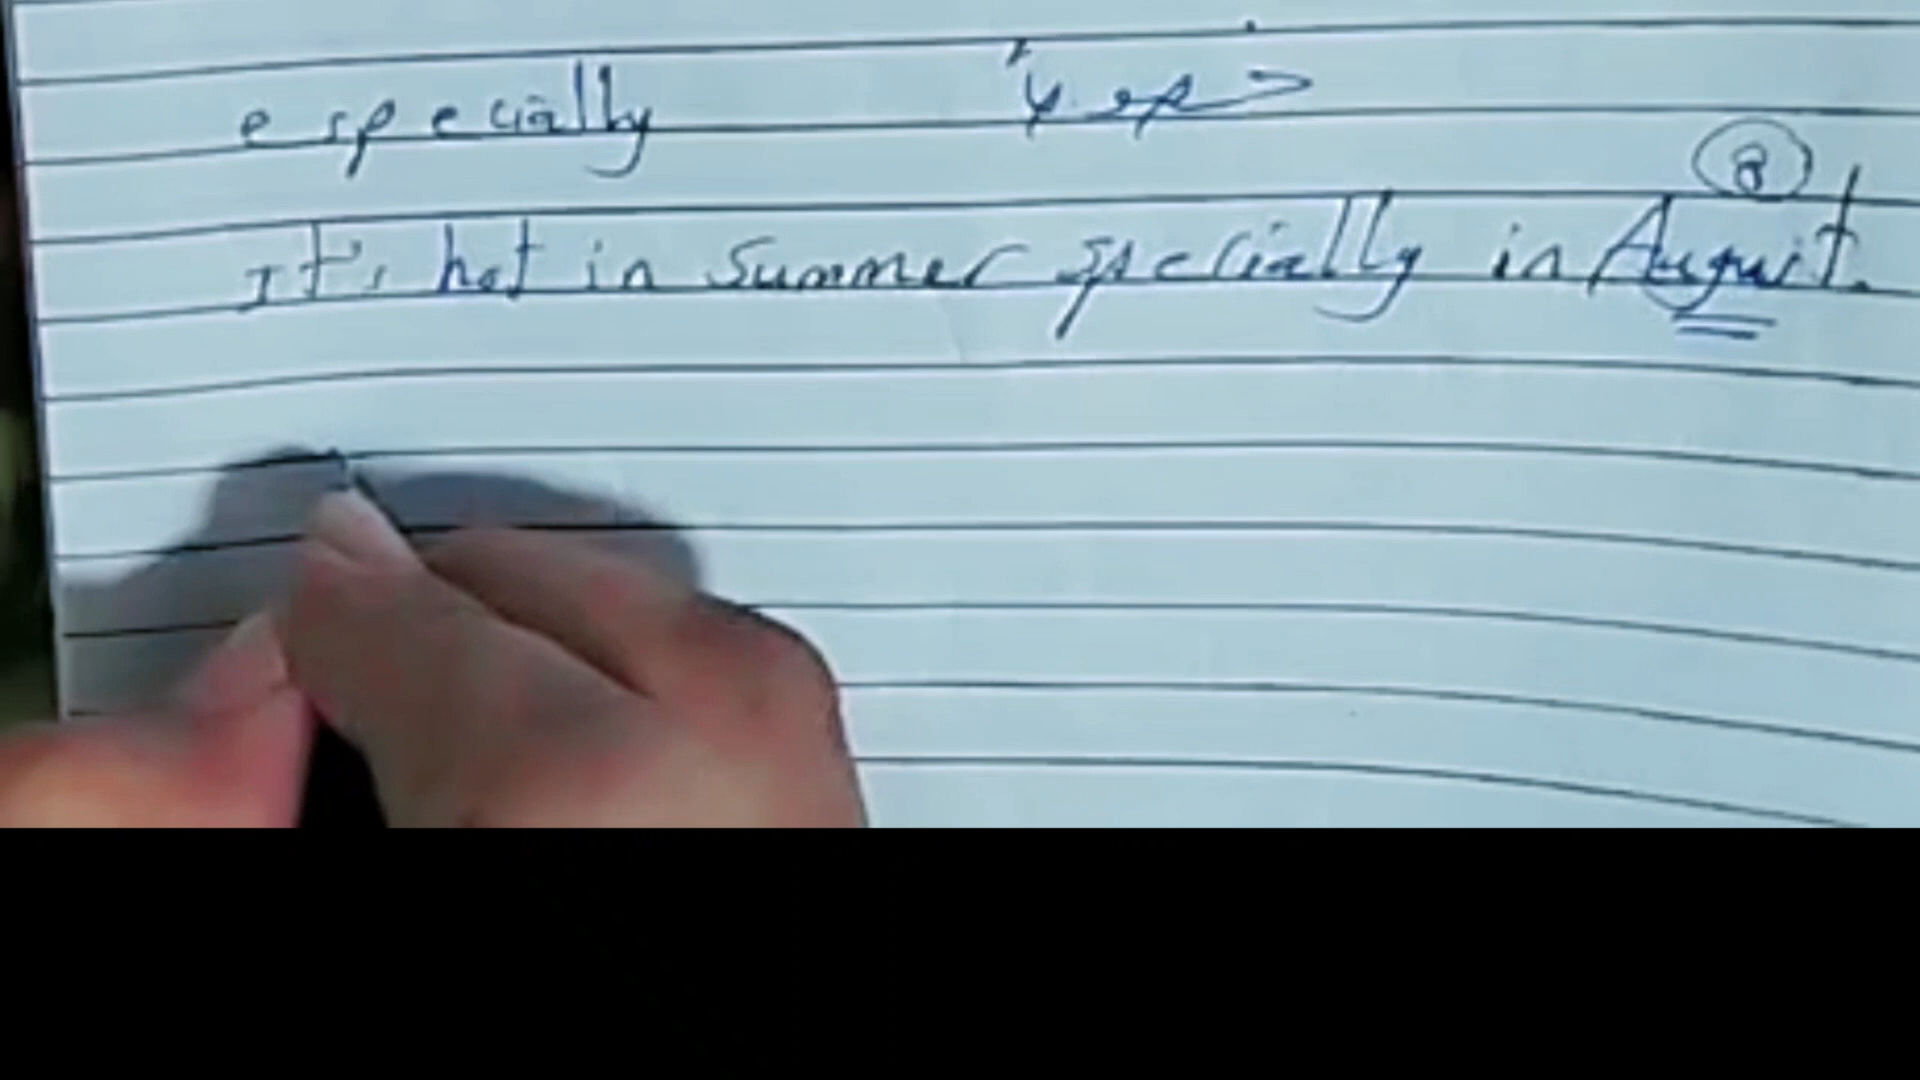 especially خصوصاً
It's hot in summer specially in August.
8